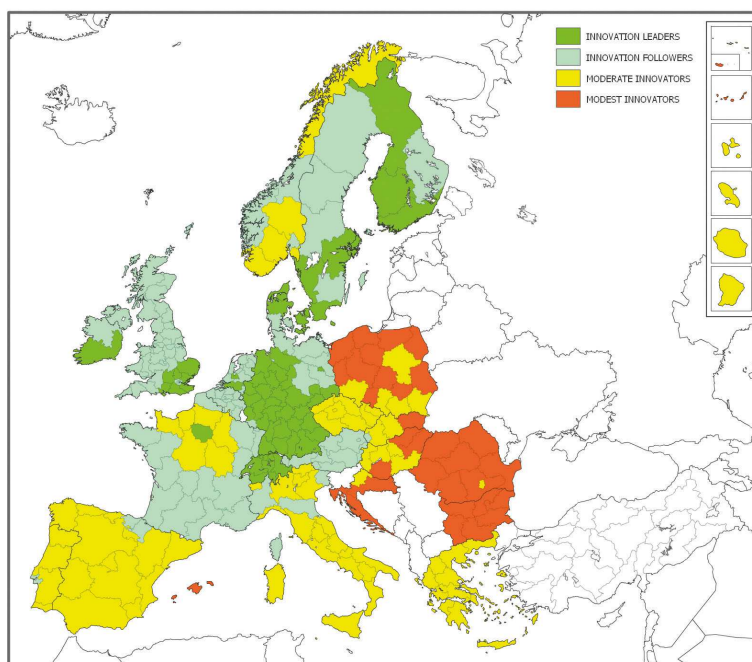 INNOVATION LEADERS
INNOVATION FOLLOWERS
MODERATE INNOVATORS
MODEST INNOVATORS